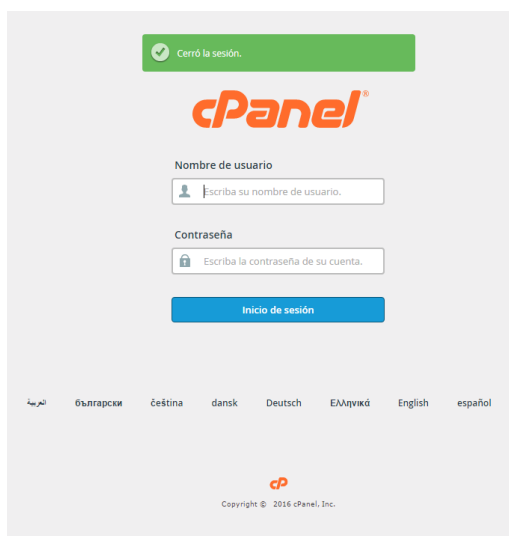 Cerró la sesión.
cPanel®
Nombre de usuario
Escriba su nombre de usuario.
Contraseña
Escriba la contraseña de su cuenta.
Inicio de sesión
العربية български čeština dansk Deutsch Ελληνικά English español
cP
Copyright © 2016 cPanel, Inc.